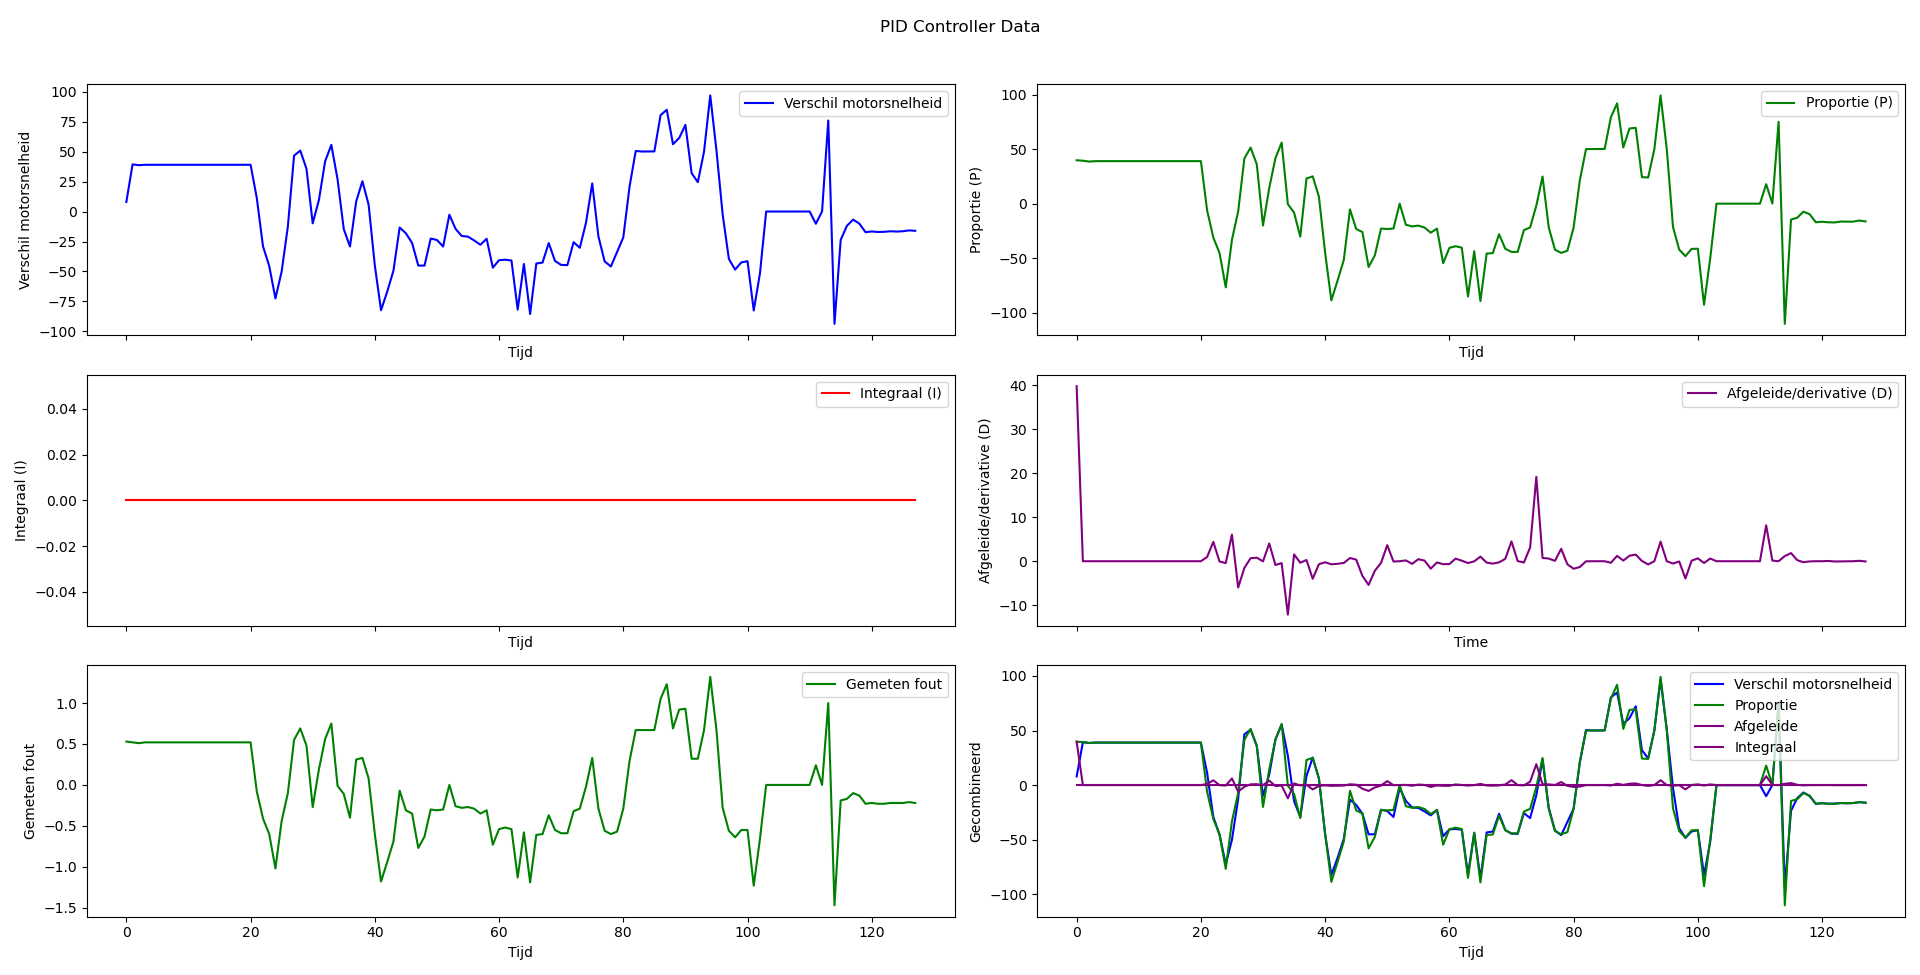 PID Controller Data
Verschil motorsnelheid
100
75
50
25
0
−25
−50
−75
−100
Verschil motorsnelheid
Tijd
Proportie (P)
100
50
0
−50
−100
Proportie (P)
Tijd
Integraal (I)
0.04
0.02
0.00
−0.02
−0.04
Integraal (I)
Tijd
Afgeleide/derivative (D)
40
30
20
10
0
−10
Afgeleide/derivative (D)
Time
Gemeten fout
1.0
0.5
0.0
−0.5
−1.0
−1.5
Gemeten fout
0 20 40 60 80 100 120
Tijd
Gecombineerd
100
50
0
−50
−100
Verschil motorsnelheid
Proportie
Afgeleide
Integraal
0 20 40 60 80 100 120
Tijd